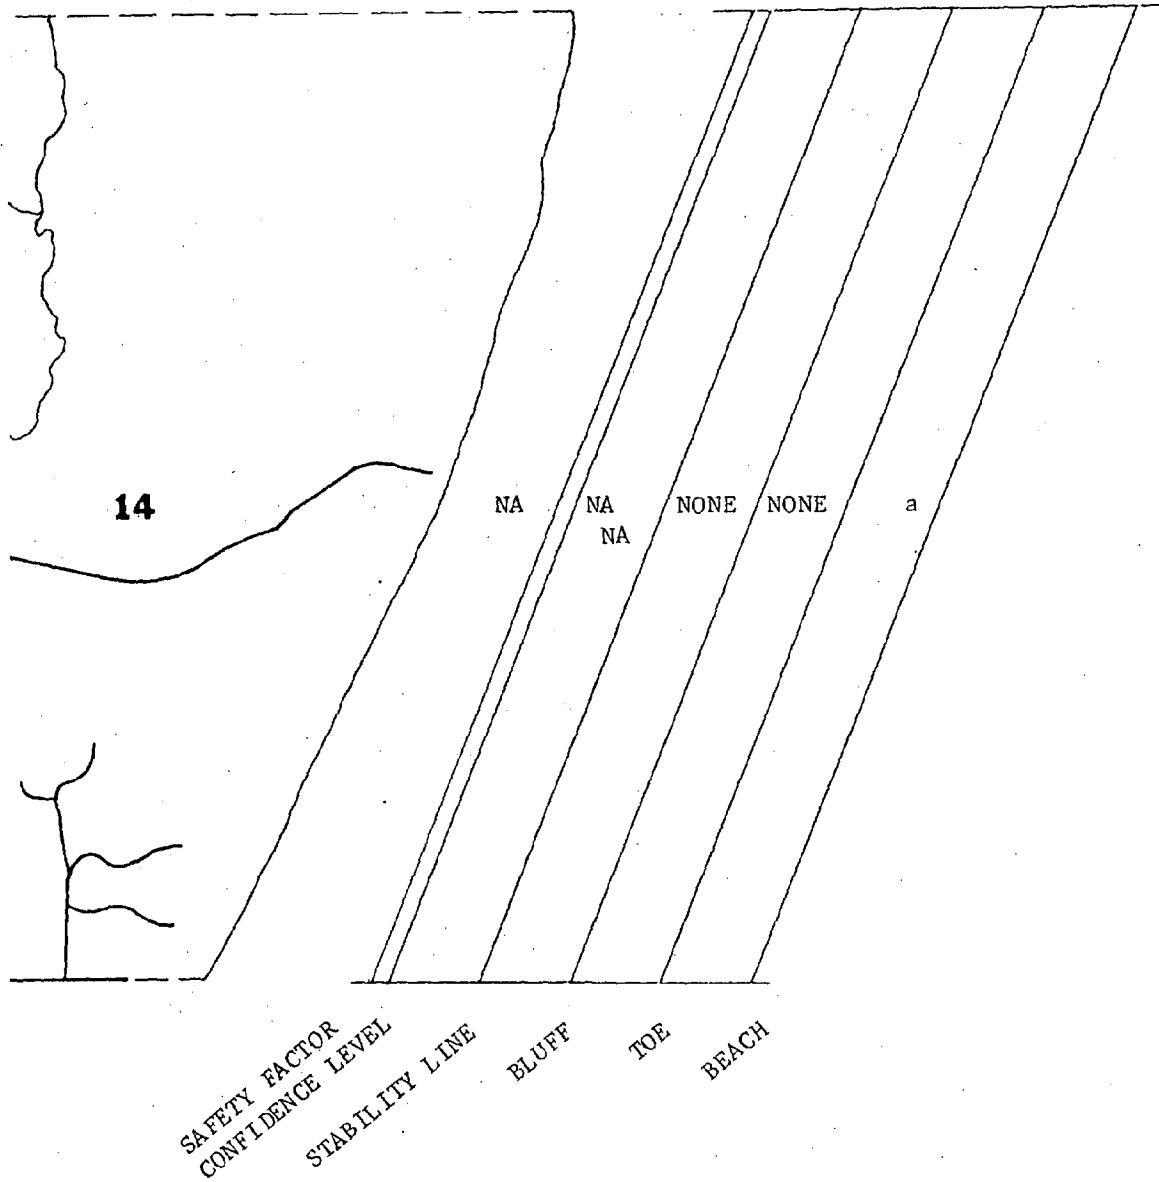 14 NA NA NONE NONE a
NA
SAFETY FACTOR
CONFIDENCE LEVEL
STABILITY LINE
BLUFF
TOE
BEACH